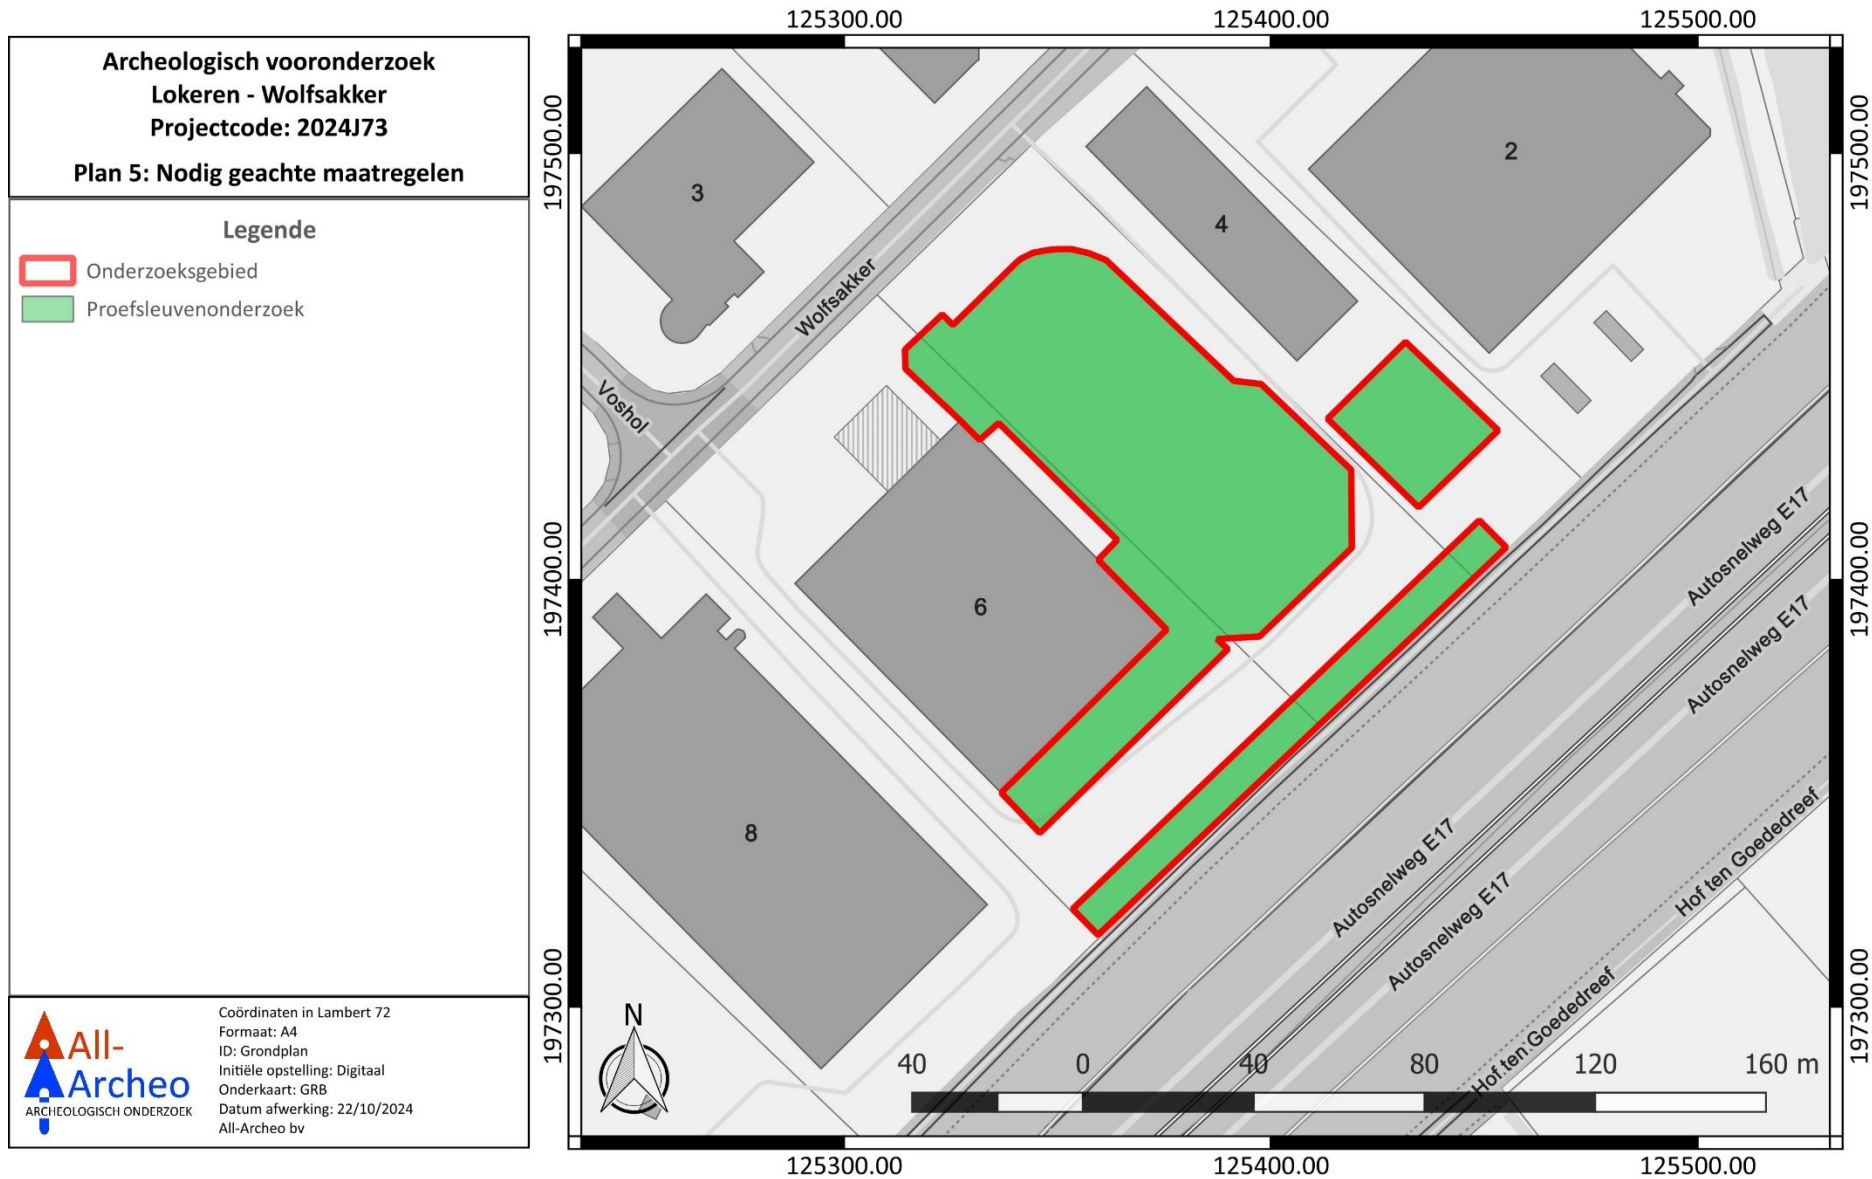 Archeologisch vooronderzoek
Lokeren - Wolfsakker
Projectcode: 2024J73
Plan 5: Nodig geachte maatregelen
Legende
Onderzoeksgebied
Proefsleuvenonderzoek
All-
Archeo
ARCHEOLOGISCH ONDERZOEK
Coördinaten in Lambert 72
Formaat: A4
ID: Grondplan
Initiële opstelling: Digitaal
Onderkaart: GRB
Datum afwerking: 22/10/2024
All-Archeo bv
125300.00 125400.00 125500.00
197500.00 197500.00
2
3
4
Wolfsakker
Voshol
Autosnelweg E17
197400.00 197400.00
Autosnelweg E17
6
8
Autosnelweg E17
Hof ten Goededreef
Autosnelweg E17
197300.00 197300.00
Hof ten Goededreef
N
40 0 40 80 120 160 m
125300.00 125400.00 125500.00